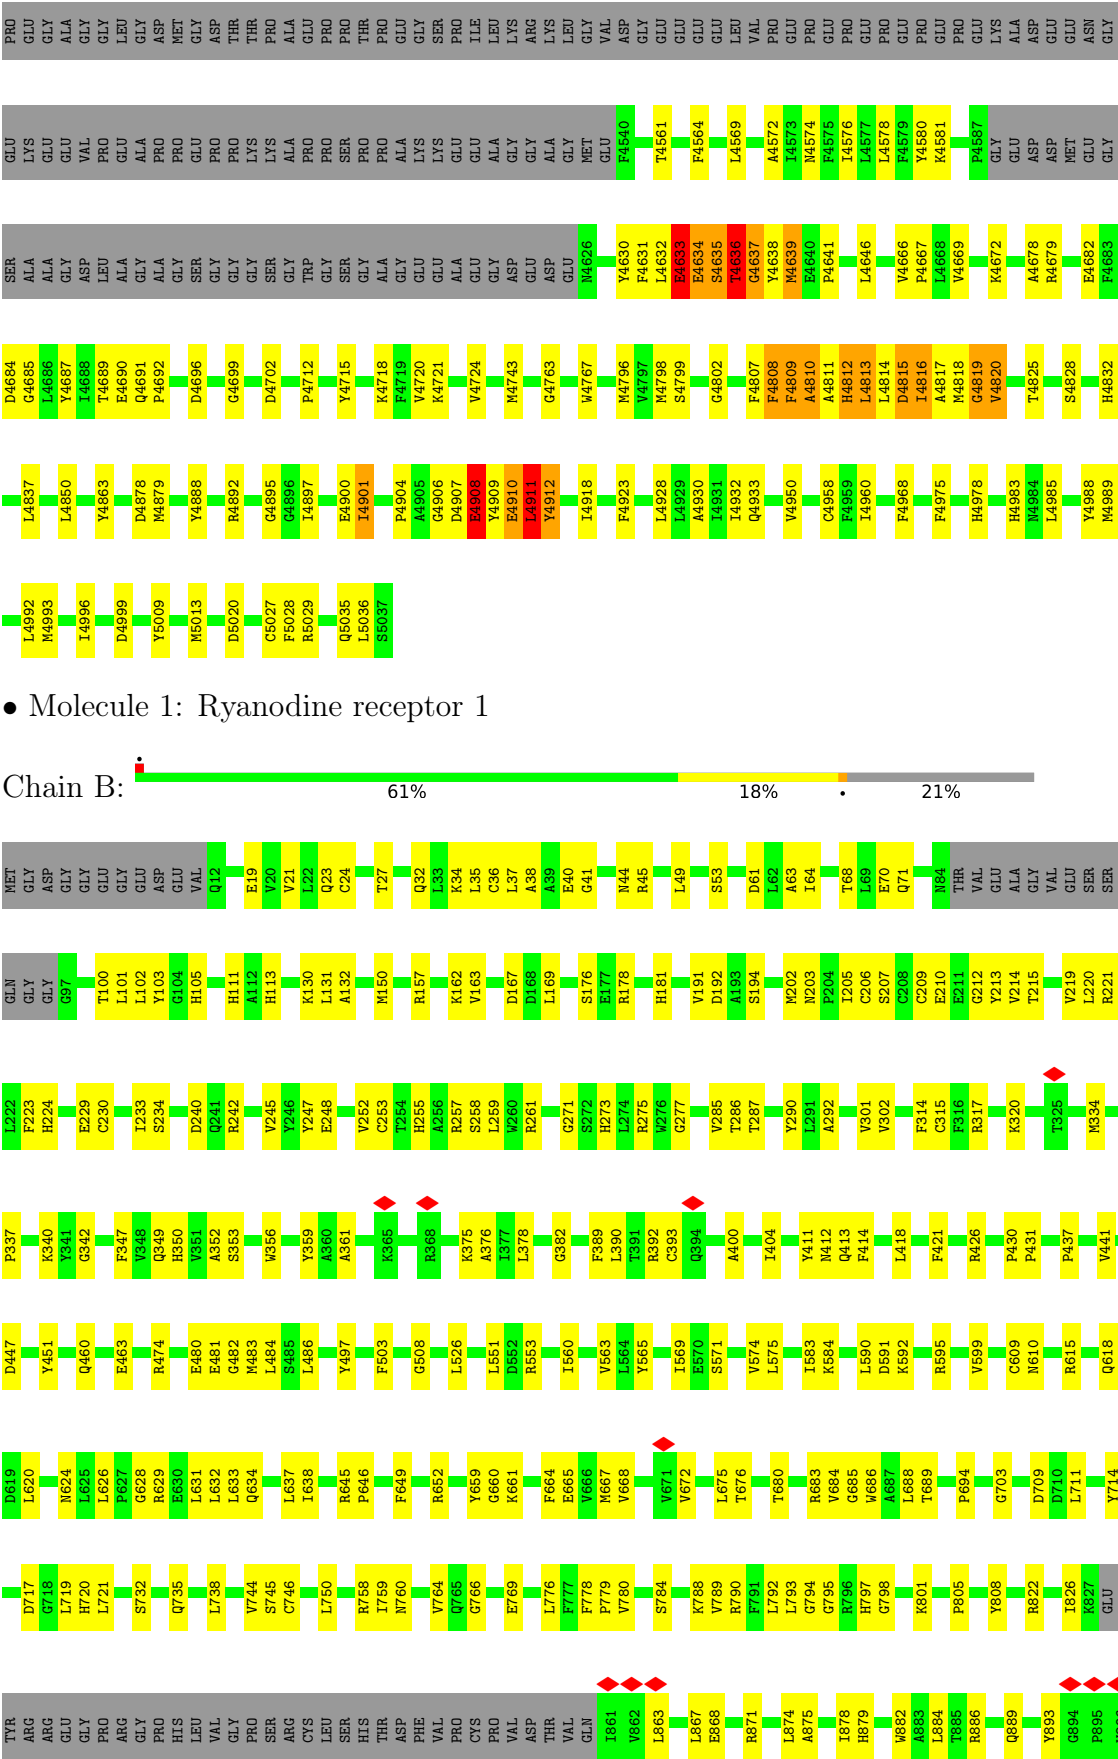 PRO GLU GLY ALA GLY GLY LEU GLY ASP MET GLY ASP THR THR PRO ALA GLU PRO PRO THR PRO GLU GLY SER PRO ILE LEU LYS ARG LYS LEU GLY VAL ASP GLY GLU GLU GLU GLU LEU VAL PRO GLU PRO GLU PRO GLU PRO GLU PRO GLU PRO GLU LYS ALA ASP GLU GLU ASN GLY
GLU LYS GLU GLU VAL PRO GLU ALA PRO PRO GLU PRO PRO LYS LYS ALA PRO PRO SER PRO PRO ALA LYS LYS GLU GLU ALA GLY GLY ALA GLY MET GLU F4540 T4561 F4564 L4569 A4572 I4573 N4574 F4575 I4576 L4577 L4578 F4579 Y4580 K4581 P4587 GLY GLU ASP ASP MET GLU GLY
SER ALA ALA GLY ASP LEU ALA GLY ALA GLY SER GLY GLY GLY SER GLY TRP GLY SER GLY ALA GLY GLU GLU ALA GLU GLY ASP GLU ASP GLU N4626 Y4630 F4631 L4632 E4633 E4634 S4635 T4636 G4637 Y4638 M4639 E4640 P4641 L4646 V4666 P4667 L4668 V4669 K4672 A4678 R4679 E4682 F4683
D4684 G4685 L4686 Y4687 I4688 T4689 E4690 Q4691 P4692 D4696 G4699 D4702 P4712 Y4715 K4718 F4719 V4720 K4721 V4724 M4743 G4763 W4767 M4796 V4797 M4798 S4799 G4802 F4807 F4808 F4809 A4810 A4811 H4812 L4813 L4814 D4815 I4816 A4817 M4818 G4819 V4820 T4825 S4828 H4832
L4837 L4850 Y4863 D4878 M4879 Y4888 R4892 G4895 G4896 I4897 E4900 I4901 P4904 A4905 G4906 D4907 E4908 Y4909 E4910 L4911 Y4912 I4918 F4923 L4928 L4929 A4930 I4931 I4932 Q4933 V4950 C4958 F4959 I4960 F4968 F4975 H4978 H4983 N4984 L4985 Y4988 M4989
L4992 M4993 I4996 D4999 Y5009 M5013 D5020 C5027 F5028 R5029 Q5035 L5036 S5037
• Molecule 1: Ryanodine receptor 1
Chain B: 61% 18% 21%
MET GLY ASP GLY GLY GLU GLY GLU ASP GLU VAL Q12 E19 V20 V21 L22 Q23 C24 T27 Q32 L33 K34 L35 C36 L37 A38 A39 E40 G41 N44 R45 L49 S53 D61 L62 A63 I64 T68 L69 E70 Q71 N84 THR VAL GLU ALA GLY VAL GLU SER SER
GLN GLY GLY G97 T100 L101 L102 Y103 G104 H105 H111 A112 H113 K130 L131 A132 M150 R157 K162 V163 D167 D168 L169 S176 E177 R178 H181 V191 D192 A193 S194 M202 N203 P204 I205 C206 S207 C208 C209 E210 E211 G212 Y213 V214 T215 V219 L220 R221
L222 F223 H224 E229 C230 I233 S234 D240 Q241 R242 V245 Y246 Y247 E248 V252 C253 T254 H255 A256 R257 S258 L259 W260 R261 G271 S272 H273 L274 R275 W276 G277 V285 T286 T287 Y290 L291 A292 V301 V302 F314 C315 F316 R317 K320 T325 M334
P337 K340 Y341 G342 F347 V348 Q349 H350 V351 A352 S353 W356 Y359 A360 A361 K365 R368 K375 A376 I377 L378 G382 F389 L390 T391 R392 C393 Q394 A400 I404 Y411 N412 Q413 F414 L418 F421 R426 P430 P431 P437 V441
D447 Y451 Q460 E463 R474 E480 E481 G482 M483 L484 S485 L486 Y497 F503 G508 L526 L551 D552 R553 I560 V563 L564 Y565 I569 E570 S571 V574 L575 I583 K584 L590 D591 K592 R595 V599 C609 N610 R615 Q618
D619 L620 N624 L625 L626 P627 G628 R629 E630 L631 L632 L633 Q634 L637 I638 R645 P646 F649 R652 Y659 G660 K661 F664 E665 V666 M667 V668 V671 V672 L675 T676 T680 R683 V684 G685 W686 A687 L688 T689 P694 G703 D709 D710 L711 Y714
D717 G718 L719 H720 L721 S732 Q735 L738 V744 S745 C746 L750 R758 I759 N760 V764 Q765 G766 E769 L776 F777 F778 P779 V780 S784 K788 V789 R790 F791 L792 L793 G794 G795 R796 H797 G798 K801 P805 Y808 R822 I826 K827 GLU
TYR ARG ARG GLU GLY PRO ARG GLY PRO HIS LEU VAL GLY PRO SER ARG CYS LEU SER HIS THR ASP PHE VAL PRO CYS PRO VAL ASP THR VAL GLN I861 V862 L863 L867 E868 R871 L874 A875 I878 H879 W882 A883 L884 T885 R886 Q889 Y893 G894 P895